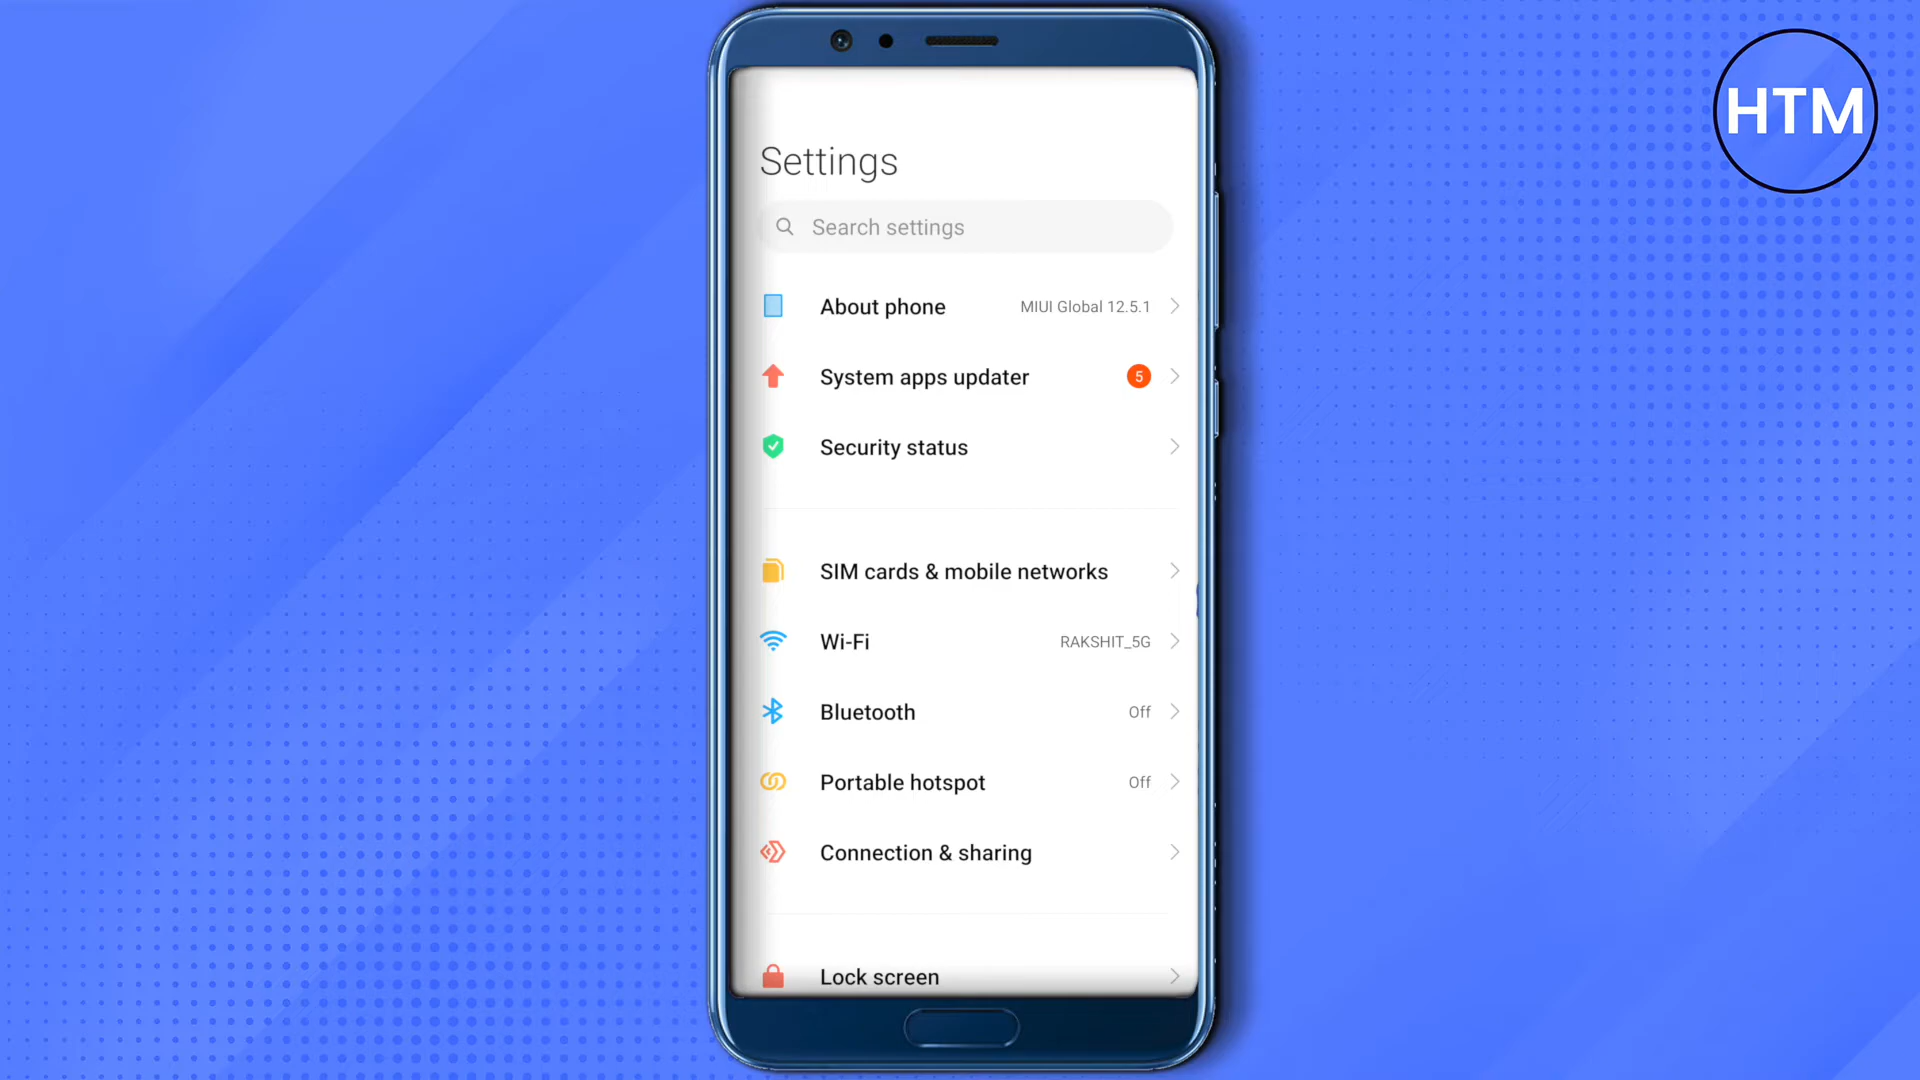 HTM
Settings
Search settings
About phone MIUI Global 12.5.1
System apps updater 5
Security status
SIM cards & mobile networks
Wi-Fi RAKSHIT_5G
Bluetooth Off
Portable hotspot Off
Connection & sharing
Lock screen